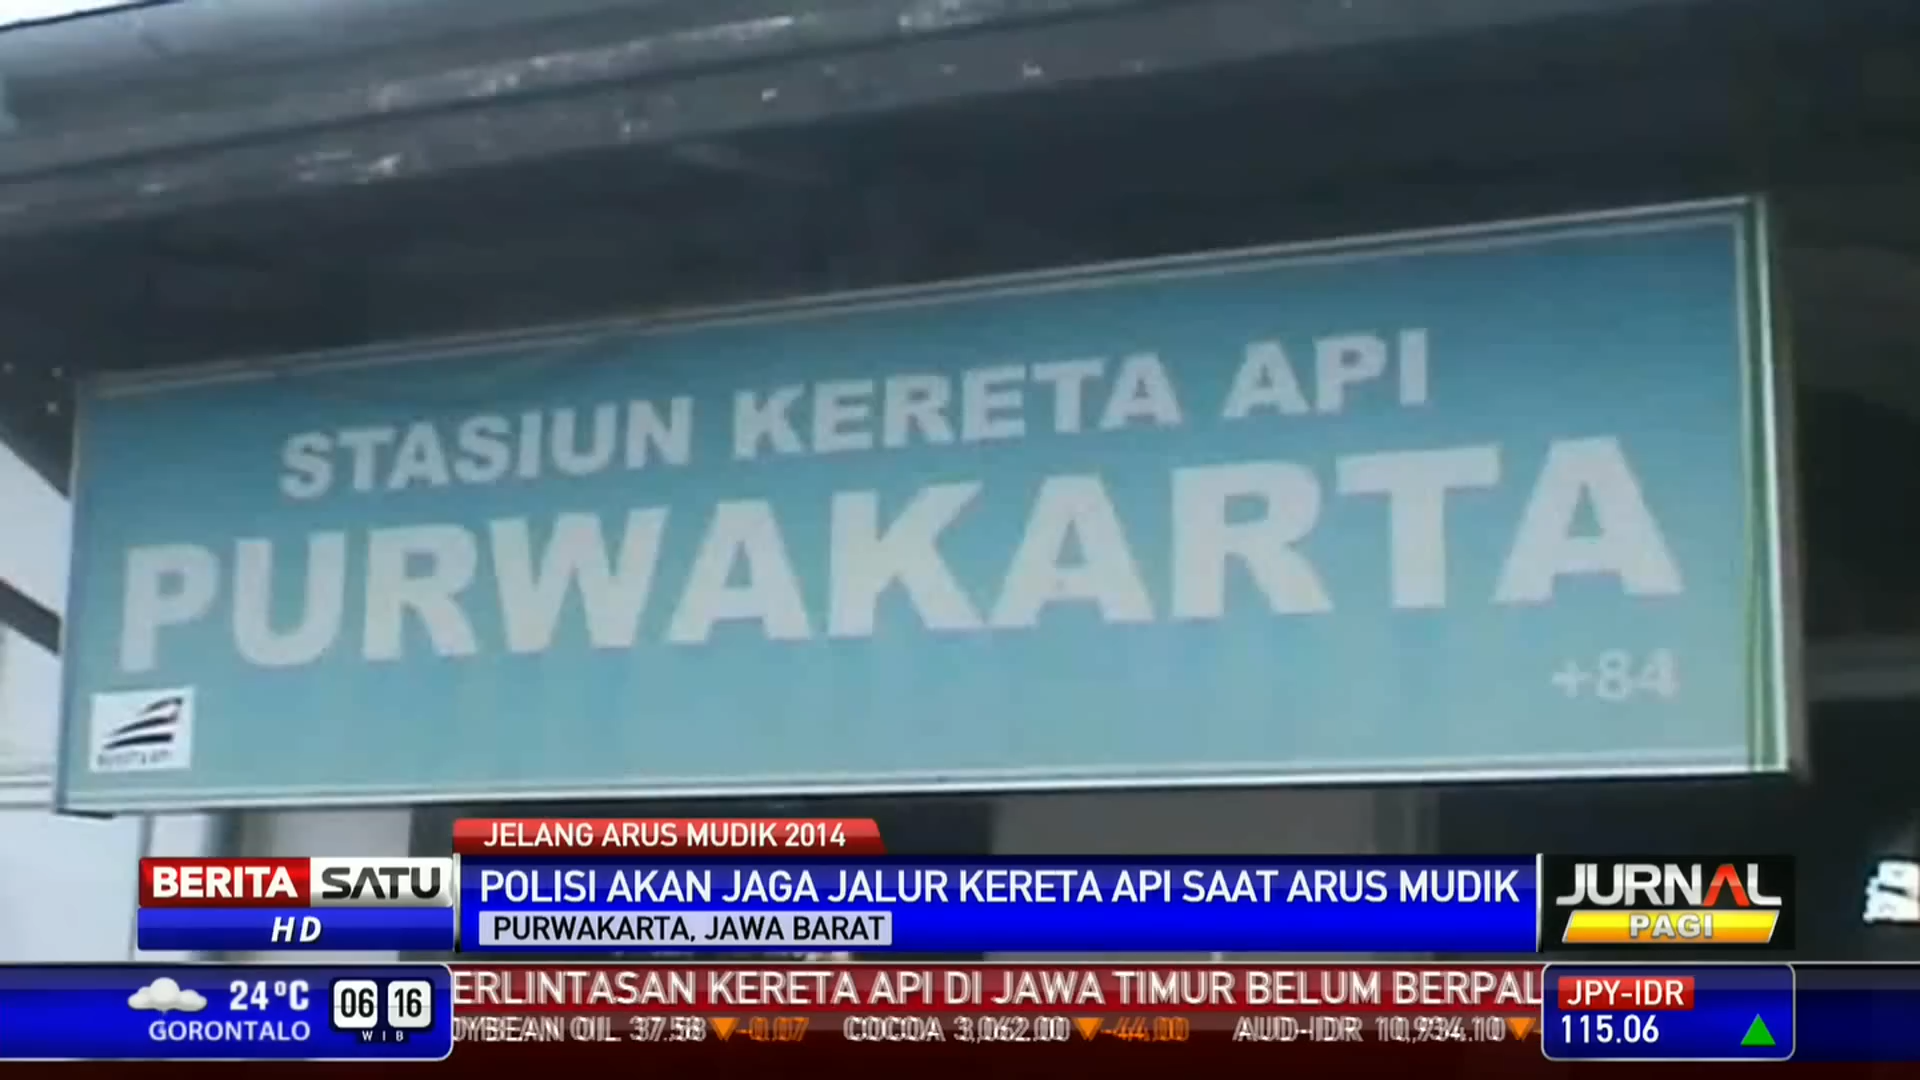 STASIUN KERETA API
PURWAKARTA
+84
JELANG ARUS MUDIK 2014
BERITA SATU
HD
POLISI AKAN JAGA JALUR KERETA API SAAT ARUS MUDIK
PURWAKARTA, JAWA BARAT
JURNAL
PAGI
24°C
GORONTALO
06 16
WIB
ERLINTASAN KERETA API DI JAWA TIMUR BELUM BERPAL
OYBEAN OIL 37.58 ▼-0.07 COCOA 3,062.00 ▼-44.00 AUD-IDR 10,934.10 ▼-
JPY-IDR
115.06 ▲